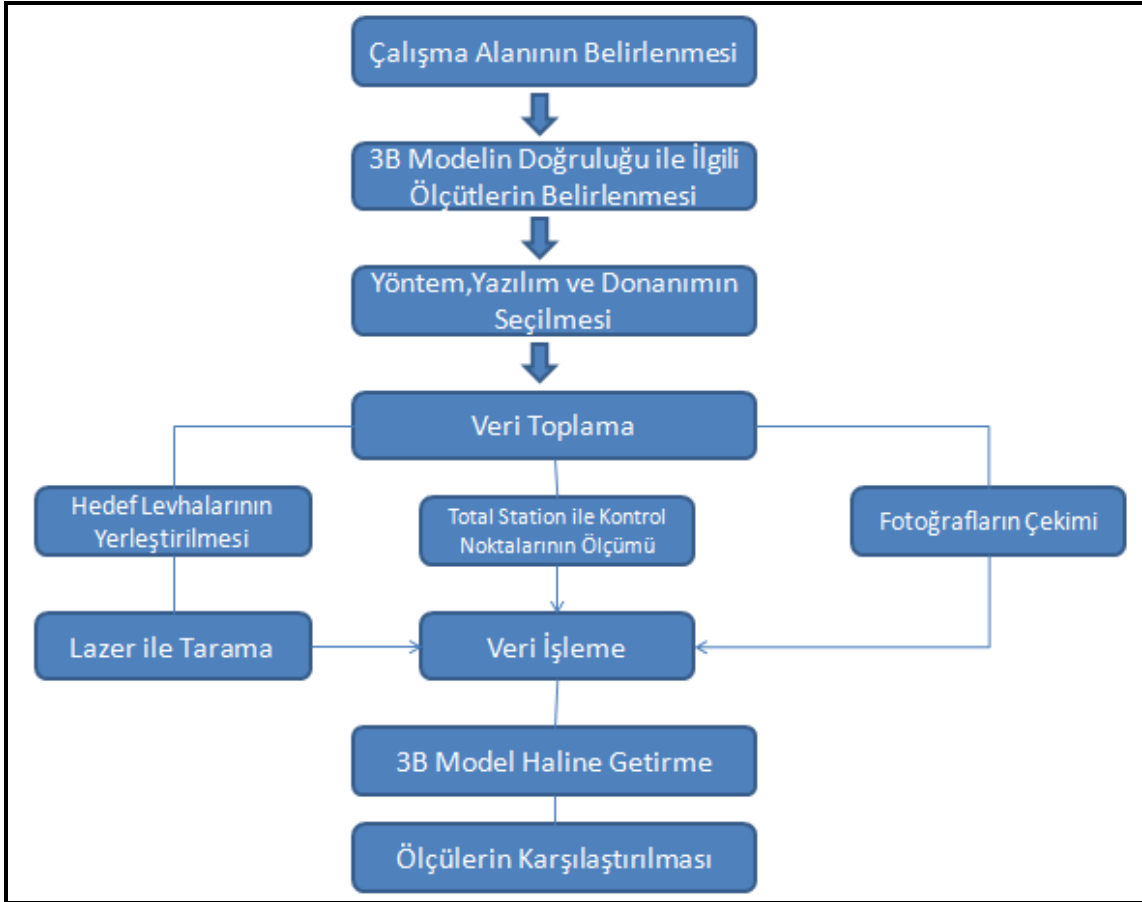 Çalışma Alanının Belirlenmesi
3B Modelin Doğruluğu ile İlgili
Ölçütlerin Belirlenmesi
Yöntem,Yazılım ve Donanımın
Seçilmesi
Veri Toplama
Hedef Levhalarının
Yerleştirilmesi
Total Station ile Kontrol
Noktalarının Ölçümü
Fotoğrafların Çekimi
Lazer ile Tarama
Veri İşleme
3B Model Haline Getirme
Ölçülerin Karşılaştırılması